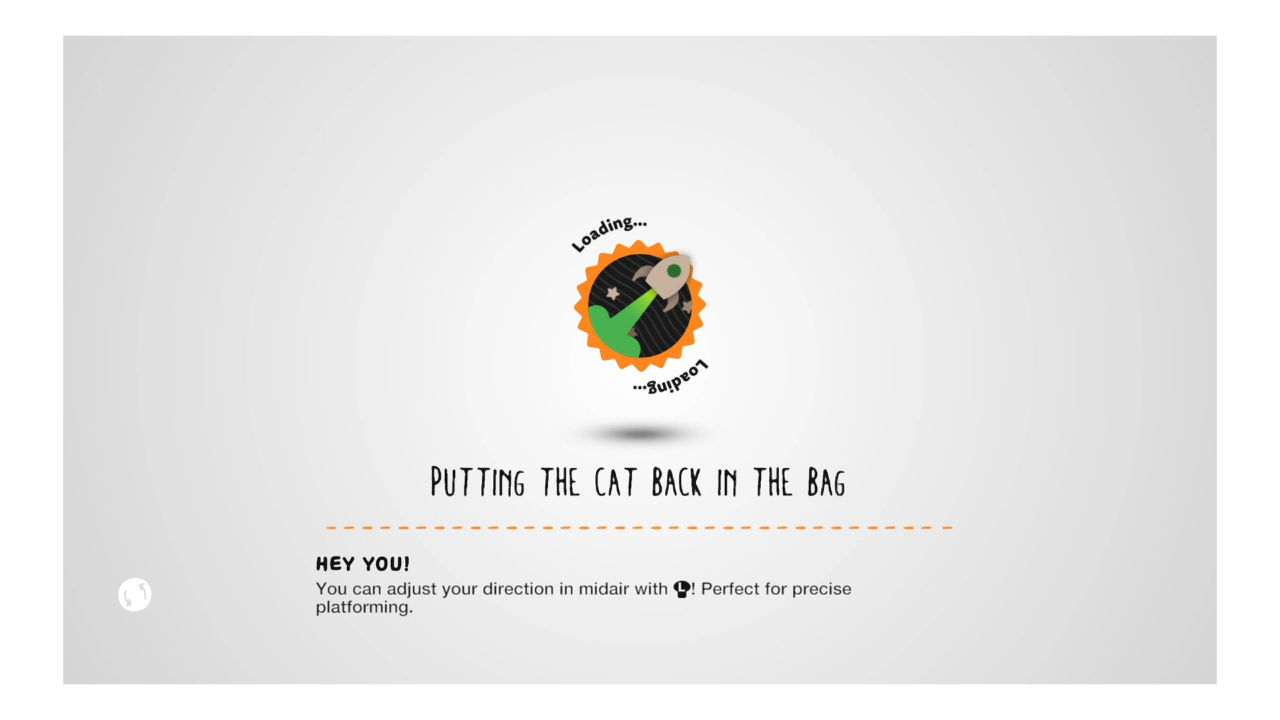 Loading...
Loading...
PUTTING THE CAT BACK IN THE BAG
HEY YOU!
You can adjust your direction in midair with L! Perfect for precise
platforming.